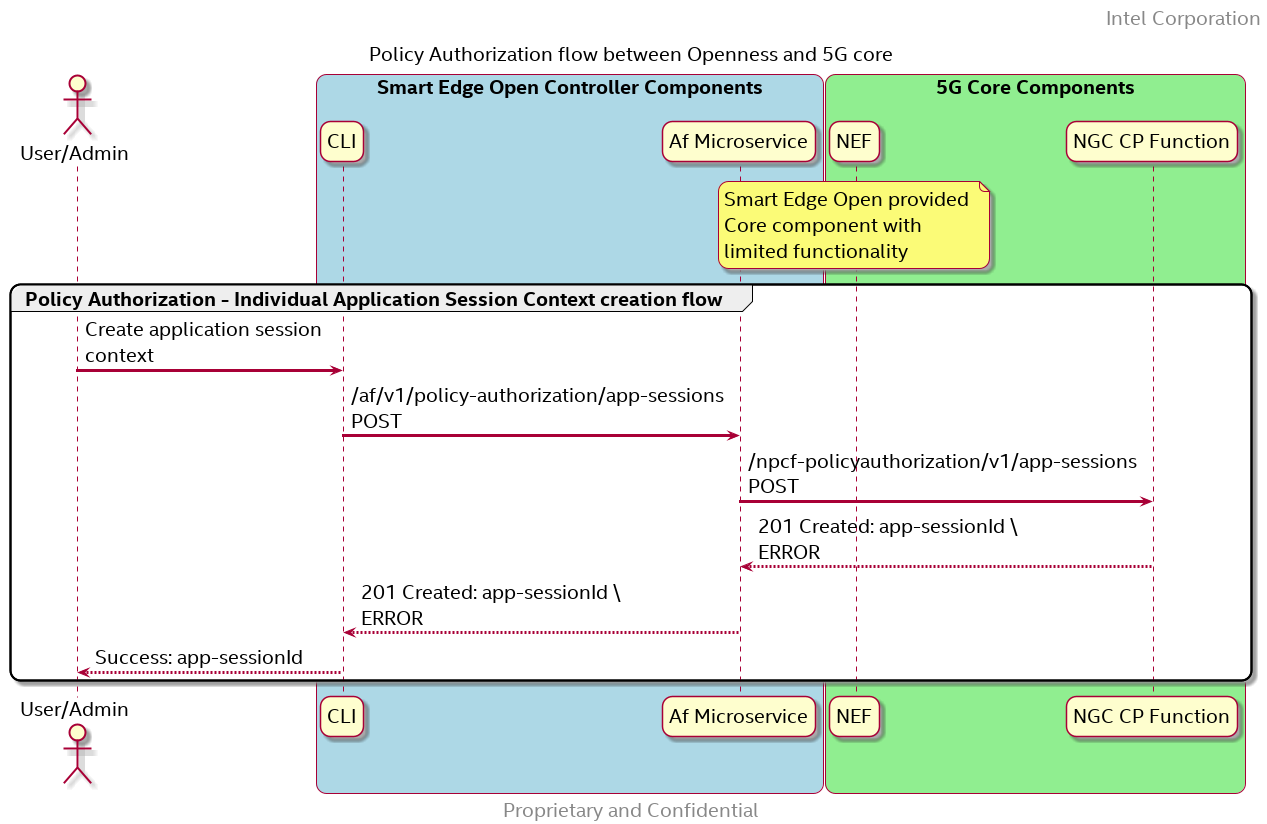 Intel Corporation
Policy Authorization flow between Openness and 5G core
Smart Edge Open Controller Components
5G Core Components
User/Admin
CLI
Af Microservice
NEF
NGC CP Function
Smart Edge Open provided
Core component with
limited functionality
Policy Authorization - Individual Application Session Context creation flow
Create application session
context
/af/v1/policy-authorization/app-sessions
POST
/npcf-policyauthorization/v1/app-sessions
POST
201 Created: app-sessionId \
ERROR
201 Created: app-sessionId \
ERROR
Success: app-sessionId
User/Admin
CLI
Af Microservice
NEF
NGC CP Function
Proprietary and Confidential